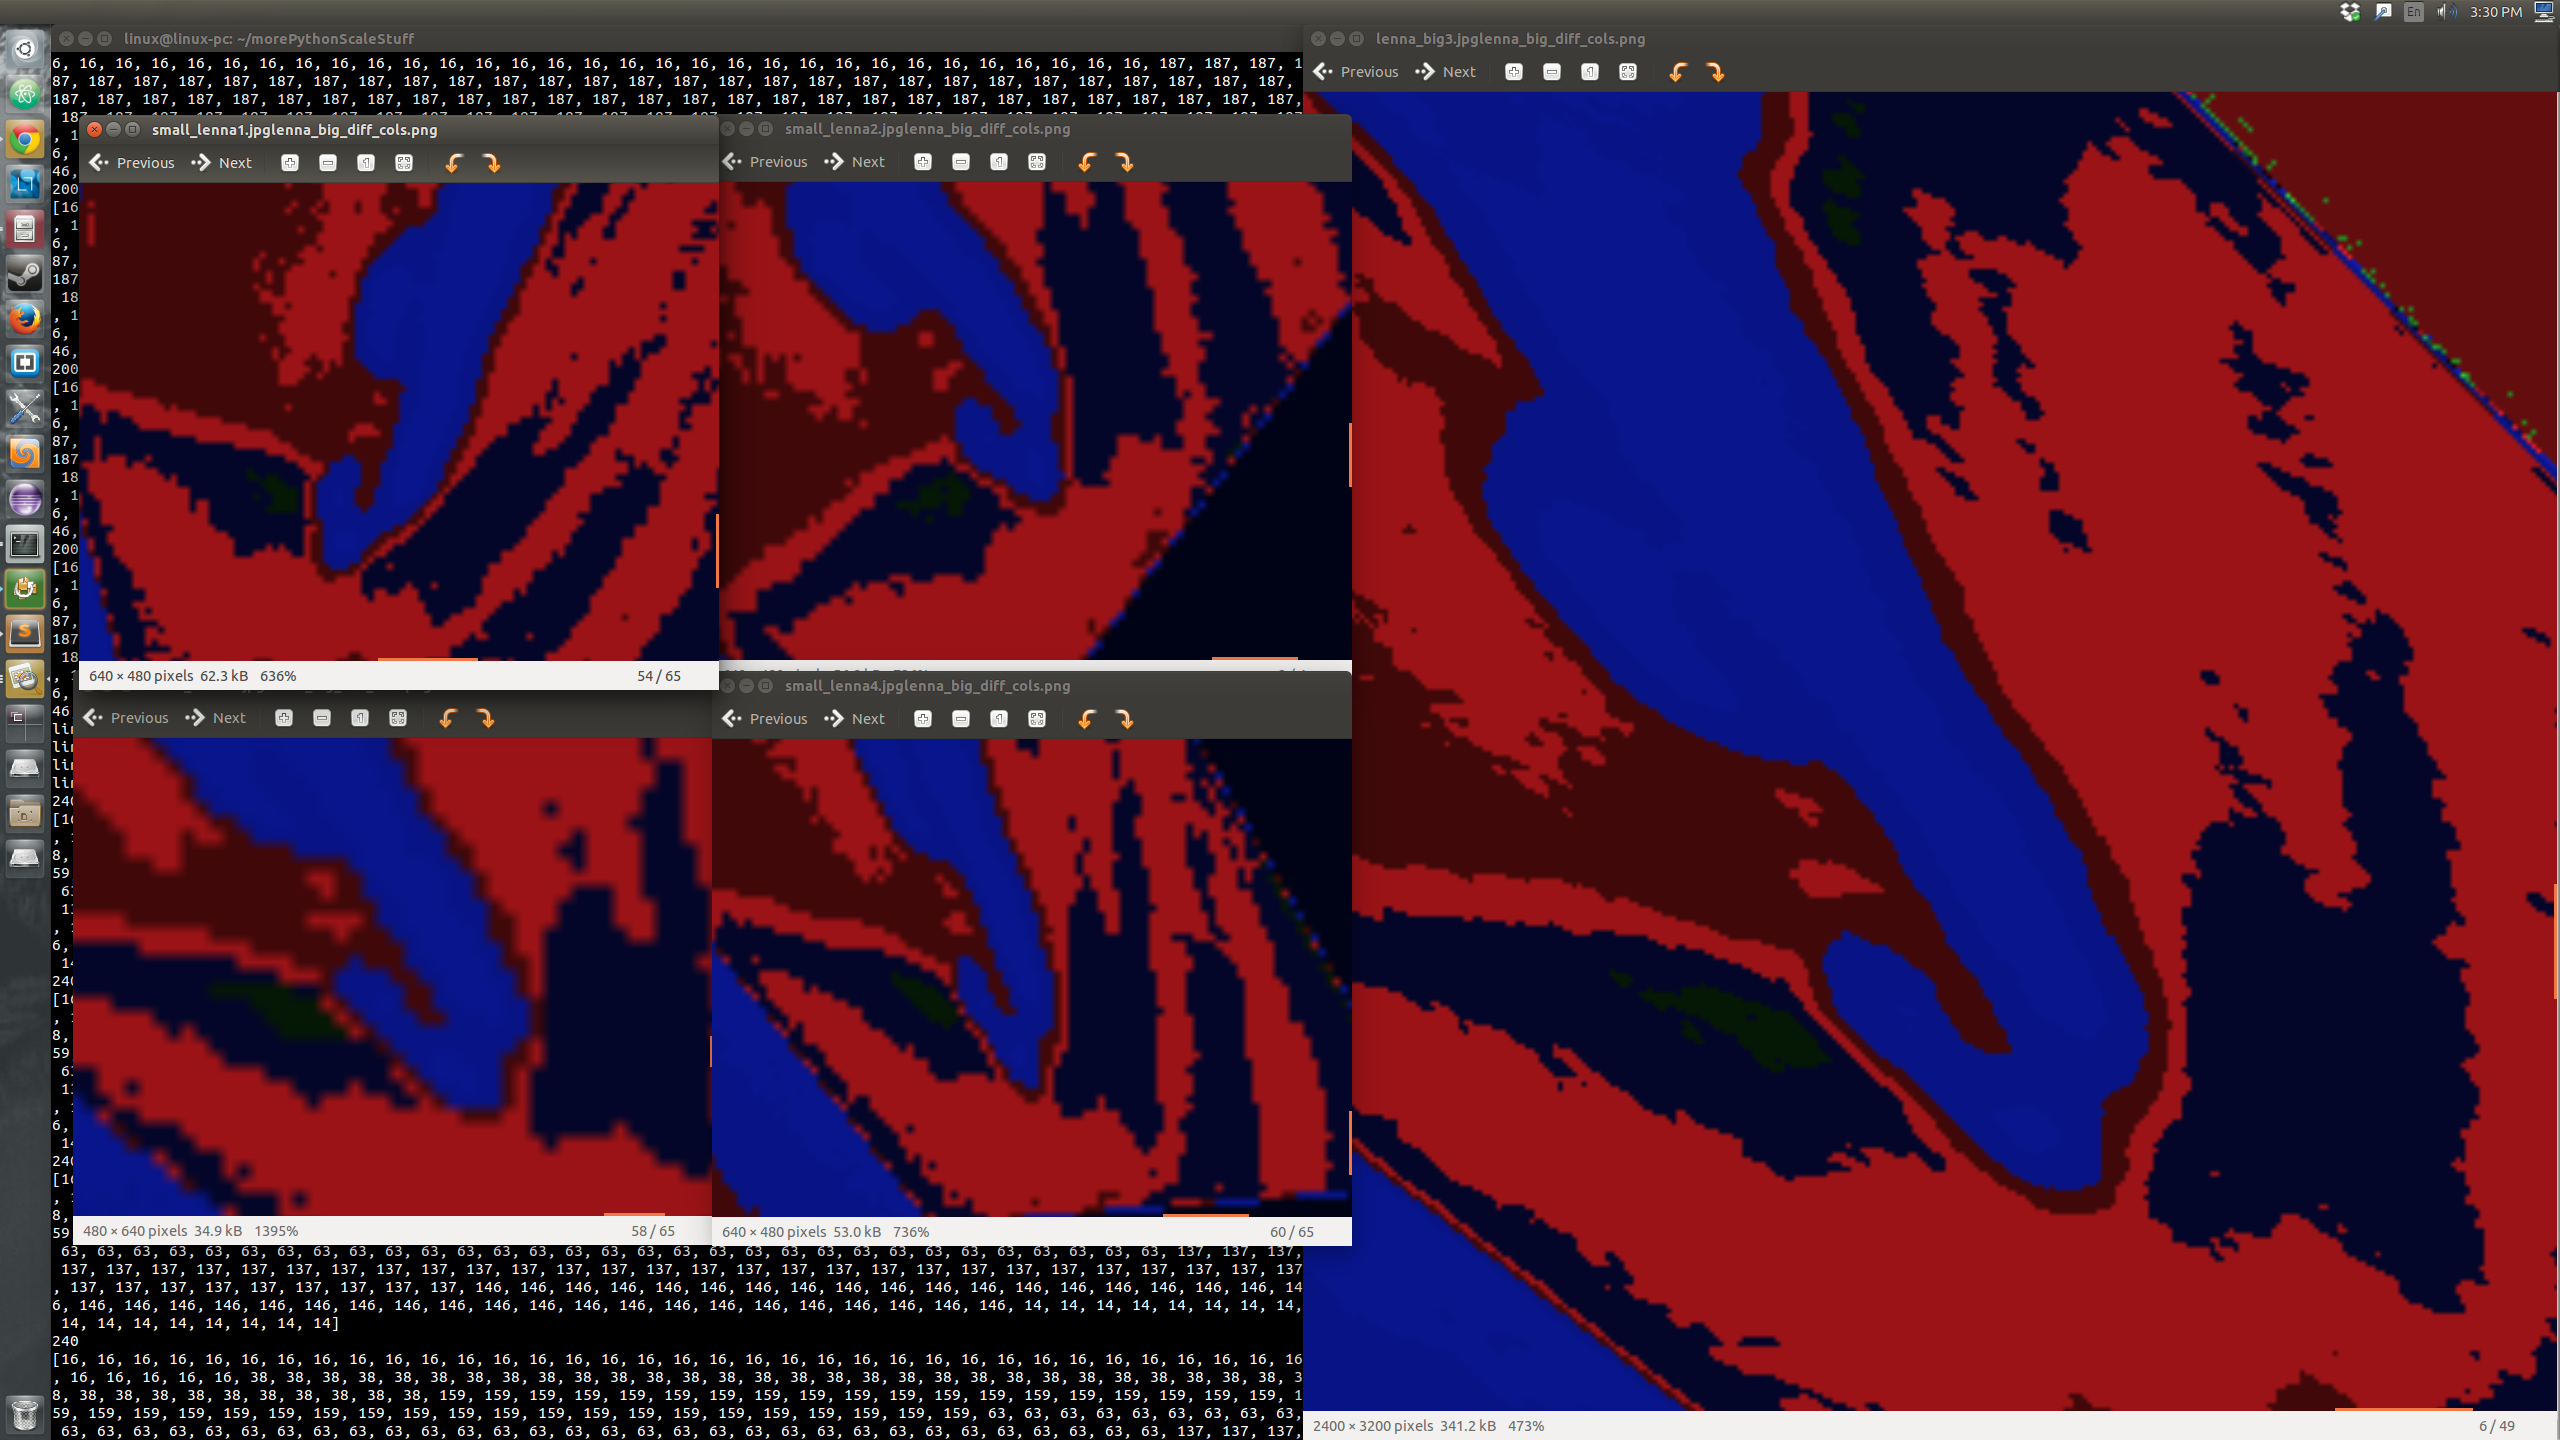 3:30 PM
En
linux@linux-pc: ~/morePythonScaleStuff
6, 16, 16, 16, 16, 16, 16, 16, 16, 16, 16, 16, 16, 16, 16, 16, 16, 16, 16, 16, 16, 16, 16, 16, 16, 16, 16, 16, 16, 16, 16, 187, 187, 187, 1
87, 187, 187, 187, 187, 187, 187, 187, 187, 187, 187, 187, 187, 187, 187, 187, 187, 187, 187, 187, 187, 187, 187, 187, 187, 187, 187, 187,
187, 187, 187, 187, 187, 187, 187, 187, 187, 187, 187, 187, 187, 187, 187, 187, 187, 187, 187, 187, 187, 187, 187, 187, 187, 187, 187, 187,
small_lenna1.jpglenna_big_diff_cols.png
Previous Next
640 × 480 pixels 62.3 kB 636% 54 / 65
small_lenna2.jpglenna_big_diff_cols.png
Previous Next
Previous Next
480 × 640 pixels 34.9 kB 1395% 58 / 65
small_lenna4.jpglenna_big_diff_cols.png
Previous Next
640 × 480 pixels 53.0 kB 736% 60 / 65
63, 63, 63, 63, 63, 63, 63, 63, 63, 63, 63, 63, 63, 63, 63, 63, 63, 63, 63, 63, 63, 63, 63, 63, 63, 63, 63, 63, 63, 63, 63, 137, 137, 137,
137, 137, 137, 137, 137, 137, 137, 137, 137, 137, 137, 137, 137, 137, 137, 137, 137, 137, 137, 137, 137, 137, 137, 137, 137, 137, 137, 137
, 137, 137, 137, 137, 137, 137, 137, 137, 137, 146, 146, 146, 146, 146, 146, 146, 146, 146, 146, 146, 146, 146, 146, 146, 146, 146, 146, 14
6, 146, 146, 146, 146, 146, 146, 146, 146, 146, 146, 146, 146, 146, 146, 146, 146, 146, 146, 146, 146, 146, 14, 14, 14, 14, 14, 14, 14, 14,
14, 14, 14, 14, 14, 14, 14, 14]
240
[16, 16, 16, 16, 16, 16, 16, 16, 16, 16, 16, 16, 16, 16, 16, 16, 16, 16, 16, 16, 16, 16, 16, 16, 16, 16, 16, 16, 16, 16, 16, 16, 16, 16, 16
, 16, 16, 16, 16, 16, 38, 38, 38, 38, 38, 38, 38, 38, 38, 38, 38, 38, 38, 38, 38, 38, 38, 38, 38, 38, 38, 38, 38, 38, 38, 38, 38, 38, 38, 3
8, 38, 38, 38, 38, 38, 38, 38, 38, 38, 38, 159, 159, 159, 159, 159, 159, 159, 159, 159, 159, 159, 159, 159, 159, 159, 159, 159, 159, 159, 1
59, 159, 159, 159, 159, 159, 159, 159, 159, 159, 159, 159, 159, 159, 159, 159, 159, 159, 159, 159, 159, 63, 63, 63, 63, 63, 63, 63, 63, 63,
63, 63, 63, 63, 63, 63, 63, 63, 63, 63, 63, 63, 63, 63, 63, 63, 63, 63, 63, 63, 63, 63, 63, 63, 63, 63, 63, 63, 63, 63, 63, 137, 137, 137,
lenna_big3.jpglenna_big_diff_cols.png
Previous Next
2400 × 3200 pixels 341.2 kB 473% 6 / 49